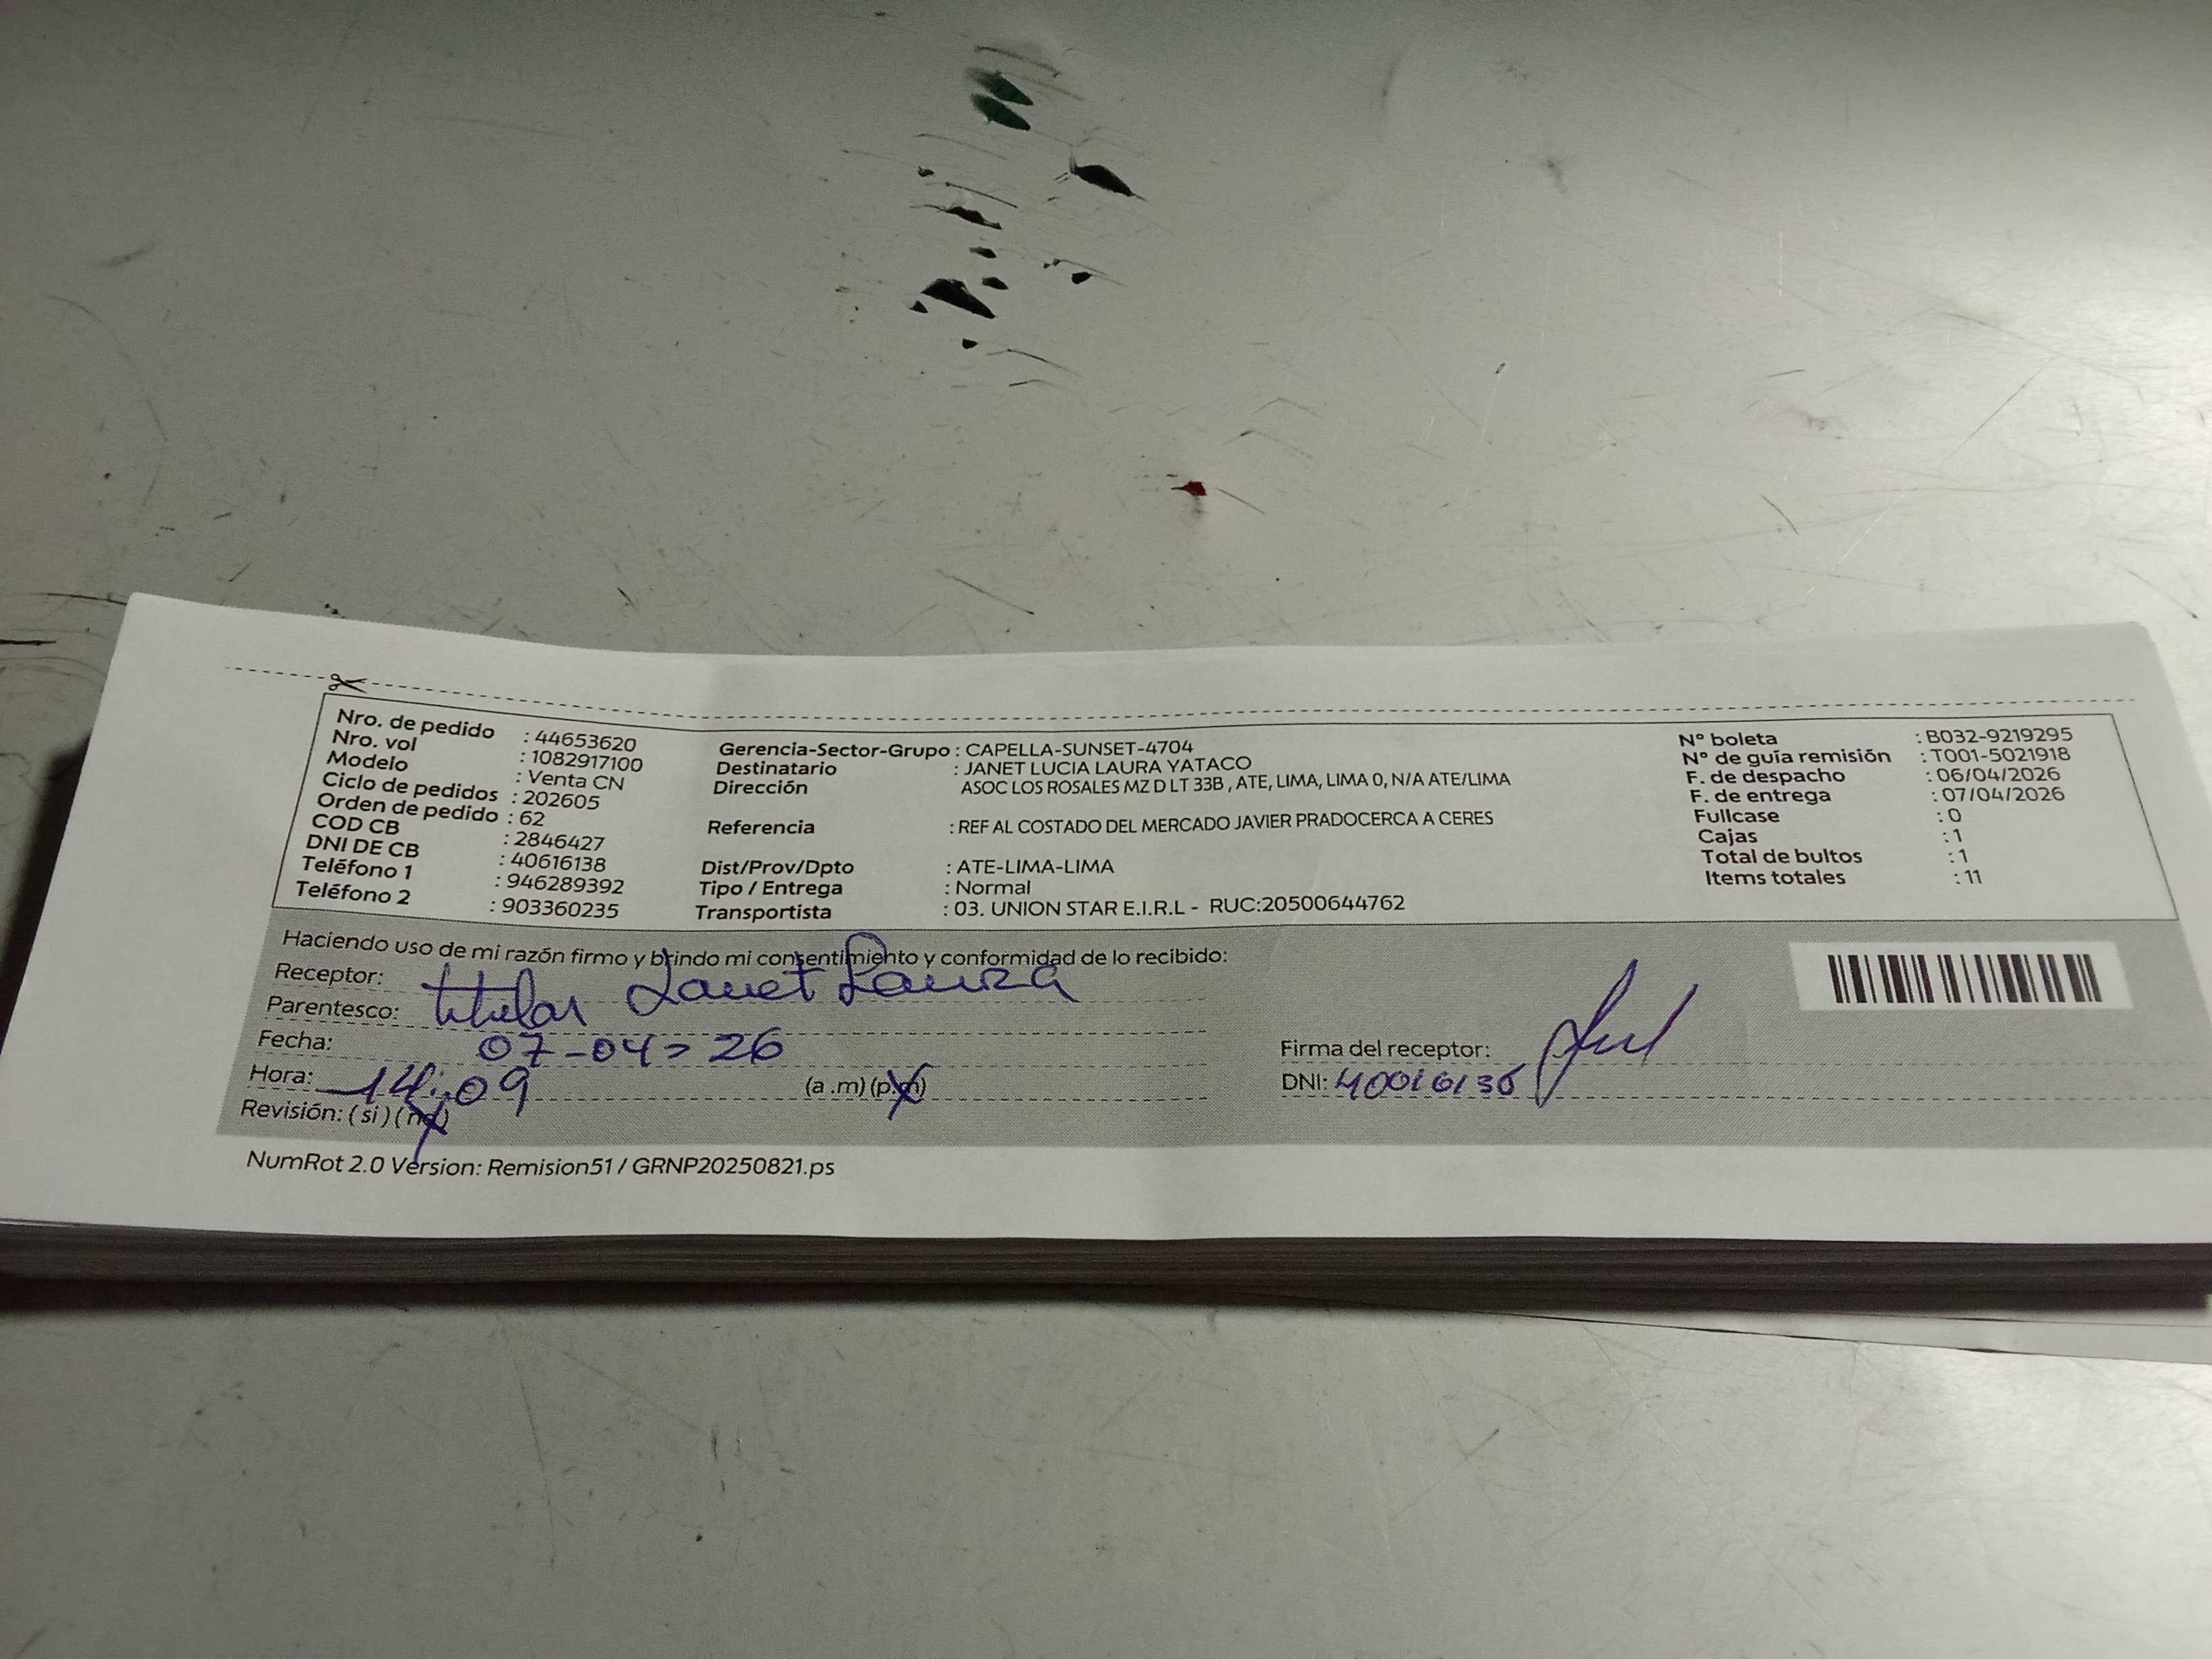 Nro. de pedido : 44653620
Nro. vol : 1082917100
Modelo : Venta CN
Ciclo de pedidos : 202605
Orden de pedido : 62
COD CB : 2846427
DNI DE CB : 40616138
Teléfono 1 : 946289392
Teléfono 2 : 903360235
Gerencia-Sector-Grupo : CAPELLA-SUNSET-4704
Destinatario : JANET LUCIA LAURA YATACO
Dirección ASOC LOS ROSALES MZ D LT 33B , ATE, LIMA, LIMA 0, N/A ATE/LIMA
Referencia : REF AL COSTADO DEL MERCADO JAVIER PRADOCERCA A CERES
Dist/Prov/Dpto : ATE-LIMA-LIMA
Tipo / Entrega : Normal
Transportista : 03. UNION STAR E.I.R.L - RUC:20500644762
N° boleta : B032-9219295
N° de guía remisión : T001-5021918
F. de despacho : 06/04/2026
F. de entrega : 07/04/2026
Fullcase : 0
Cajas : 1
Total de bultos : 1
Items totales : 11
Haciendo uso de mi razón firmo y brindo mi consentimiento y conformidad de lo recibido:
Receptor: Janet Laura
Parentesco: titular
Fecha: 07-04-26
Hora: 14:09 (a .m) (p.m)
Revisión: ( si ) ( no )
Firma del receptor:
DNI:
NumRot 2.0 Version: Remision51 / GRNP20250821.ps